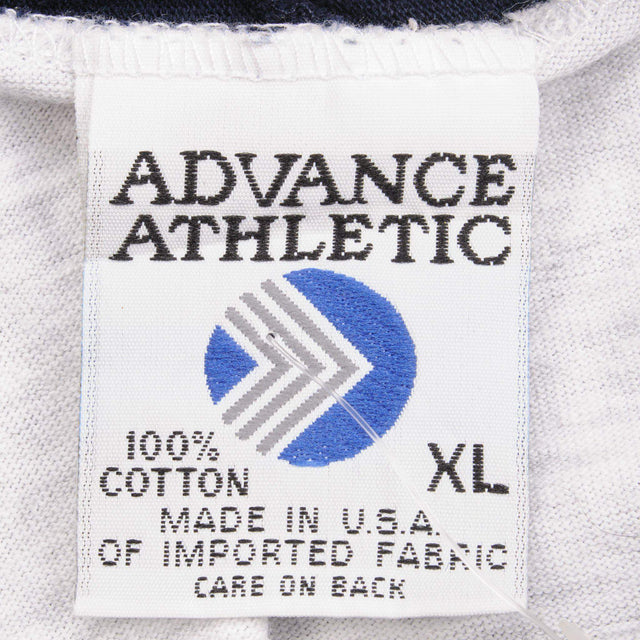 ADVANCE
ATHLETIC
100%
COTTON
XL
MADE IN U.S.A
OF IMPORTED FABRIC
CARE ON BACK